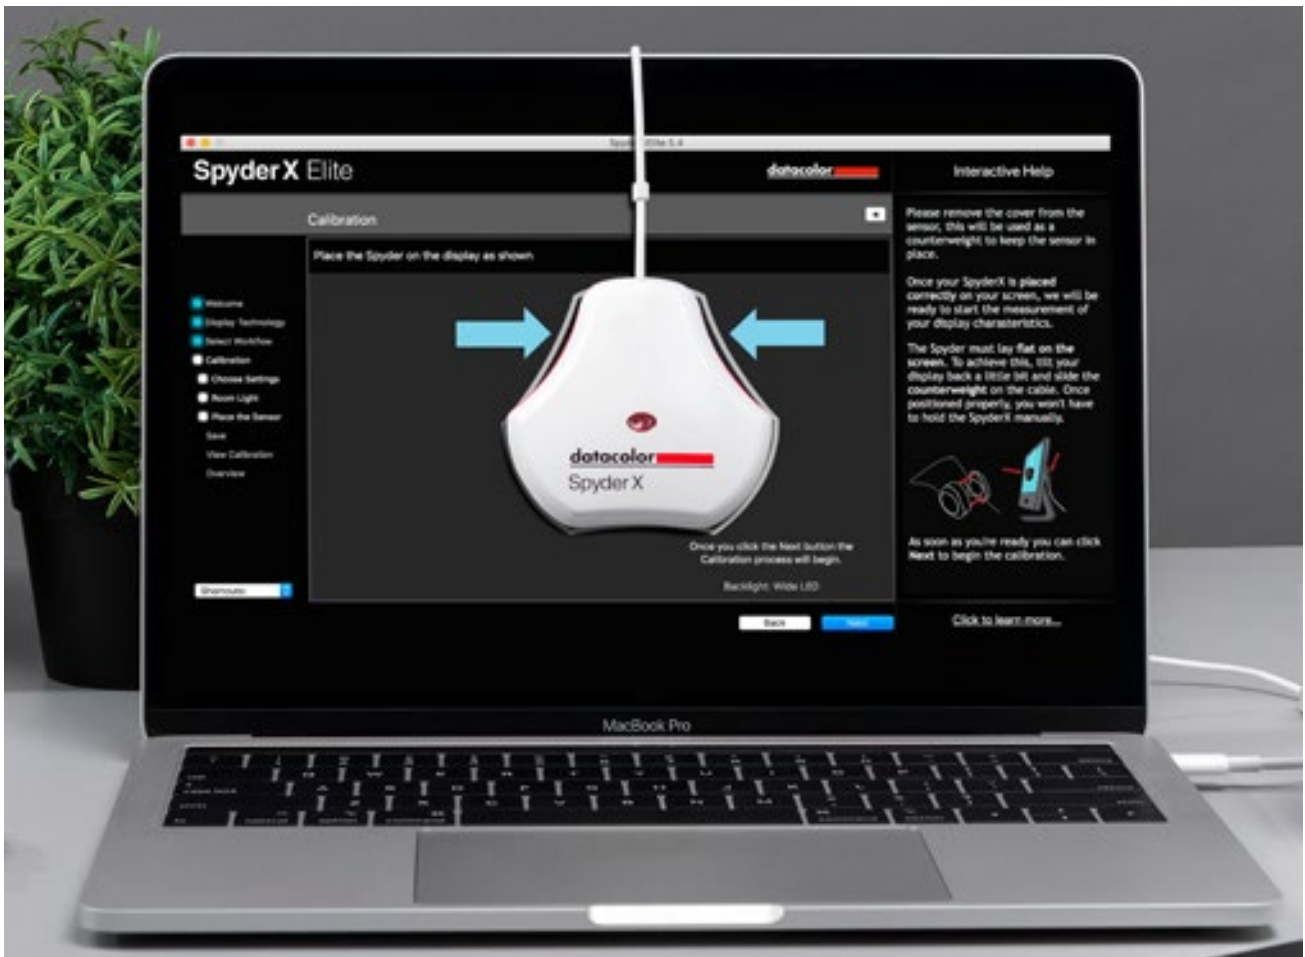 SpyderX Elite
datacolor
Interactive Help
Calibration
Place the Spyder on the display as shown
Welcome
Display Technology
Select Workflow
Calibration
Choose Settings
Room Light
Place the Sensor
Save
View Calibration
Overview
Shortcuts
datacolor
Spyder X
Once you click the Next button the
Calibration process will begin.
Backlight: Wide LED
Back
Next
Please remove the cover from the
sensor, this will be used as a
counterweight to keep the sensor in
place.
Once your SpyderX is placed
correctly on your screen, we will be
ready to start the measurement of
your display characteristics.
The Spyder must lay flat on the
screen. To achieve this, tilt your
display back a little bit and slide the
counterweight on the cable. Once
positioned properly, you won't have
to hold the SpyderX manually.
As soon as you're ready you can click
Next to begin the calibration.
Click to learn more...
MacBook Pro